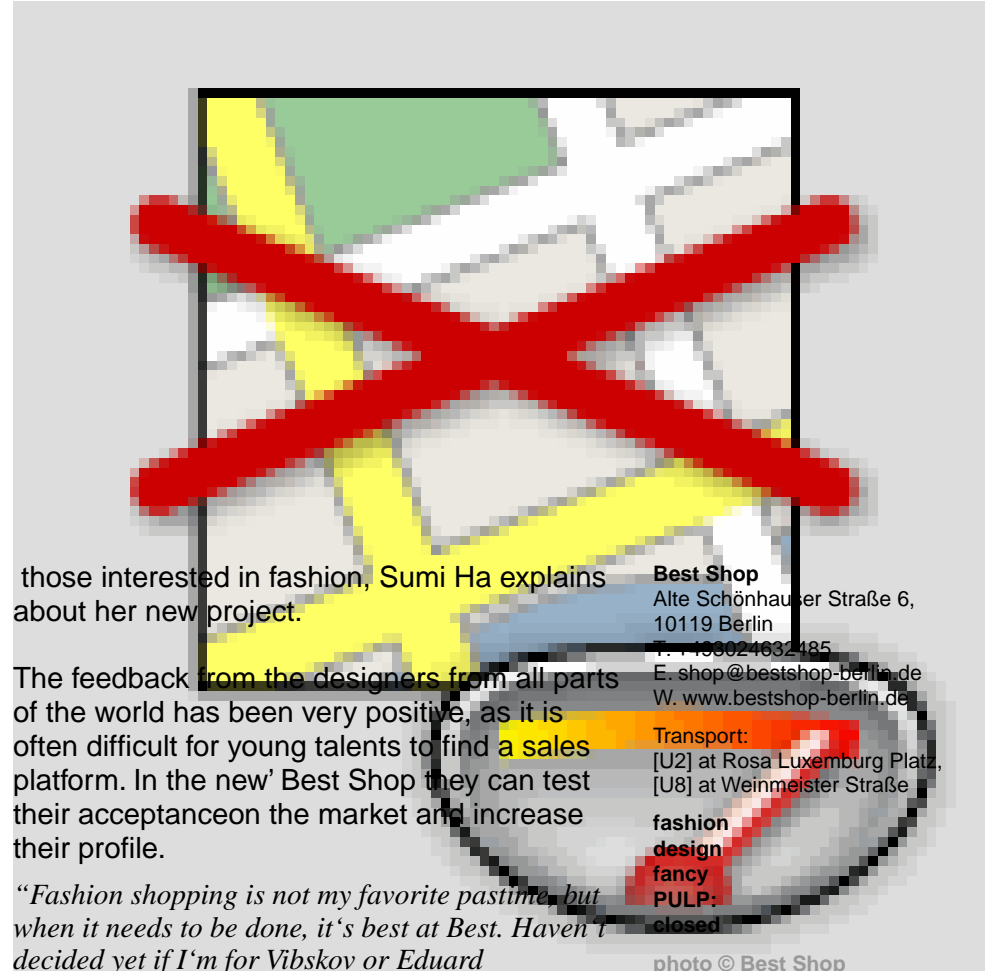 those interested in fashion, Sumi Ha explains
about her new project.
The feedback from the designers from all parts
of the world has been very positive, as it is
often difficult for young talents to find a sales
platform. In the new’ Best Shop they can test
their acceptanceon the market and increase
their profile.
“Fashion shopping is not my favorite pastime, but
when it needs to be done, it‘s best at Best. Haven‘t
decided yet if I‘m for Vibskov or Eduard
Best Shop
Alte Schönhauser Straße 6,
10119 Berlin
T. +493024632485
E. shop@bestshop-berlin.de
W. www.bestshop-berlin.de
Transport:
[U2] at Rosa Luxemburg Platz,
[U8] at Weinmeister Straße
fashion
design
fancy
PULP:
closed
photo © Best Shop